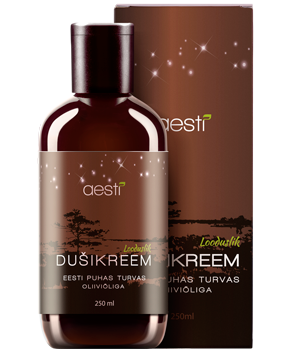 aesti
Looduslik
DUŠIKREEM
EESTI PUHAS TURVAS
OLIIVIÕLIGA
250 ml
aesti
Looduslik
IKREEM
PUHAS TURVAS
OLIIVIÕLIGA
250ml